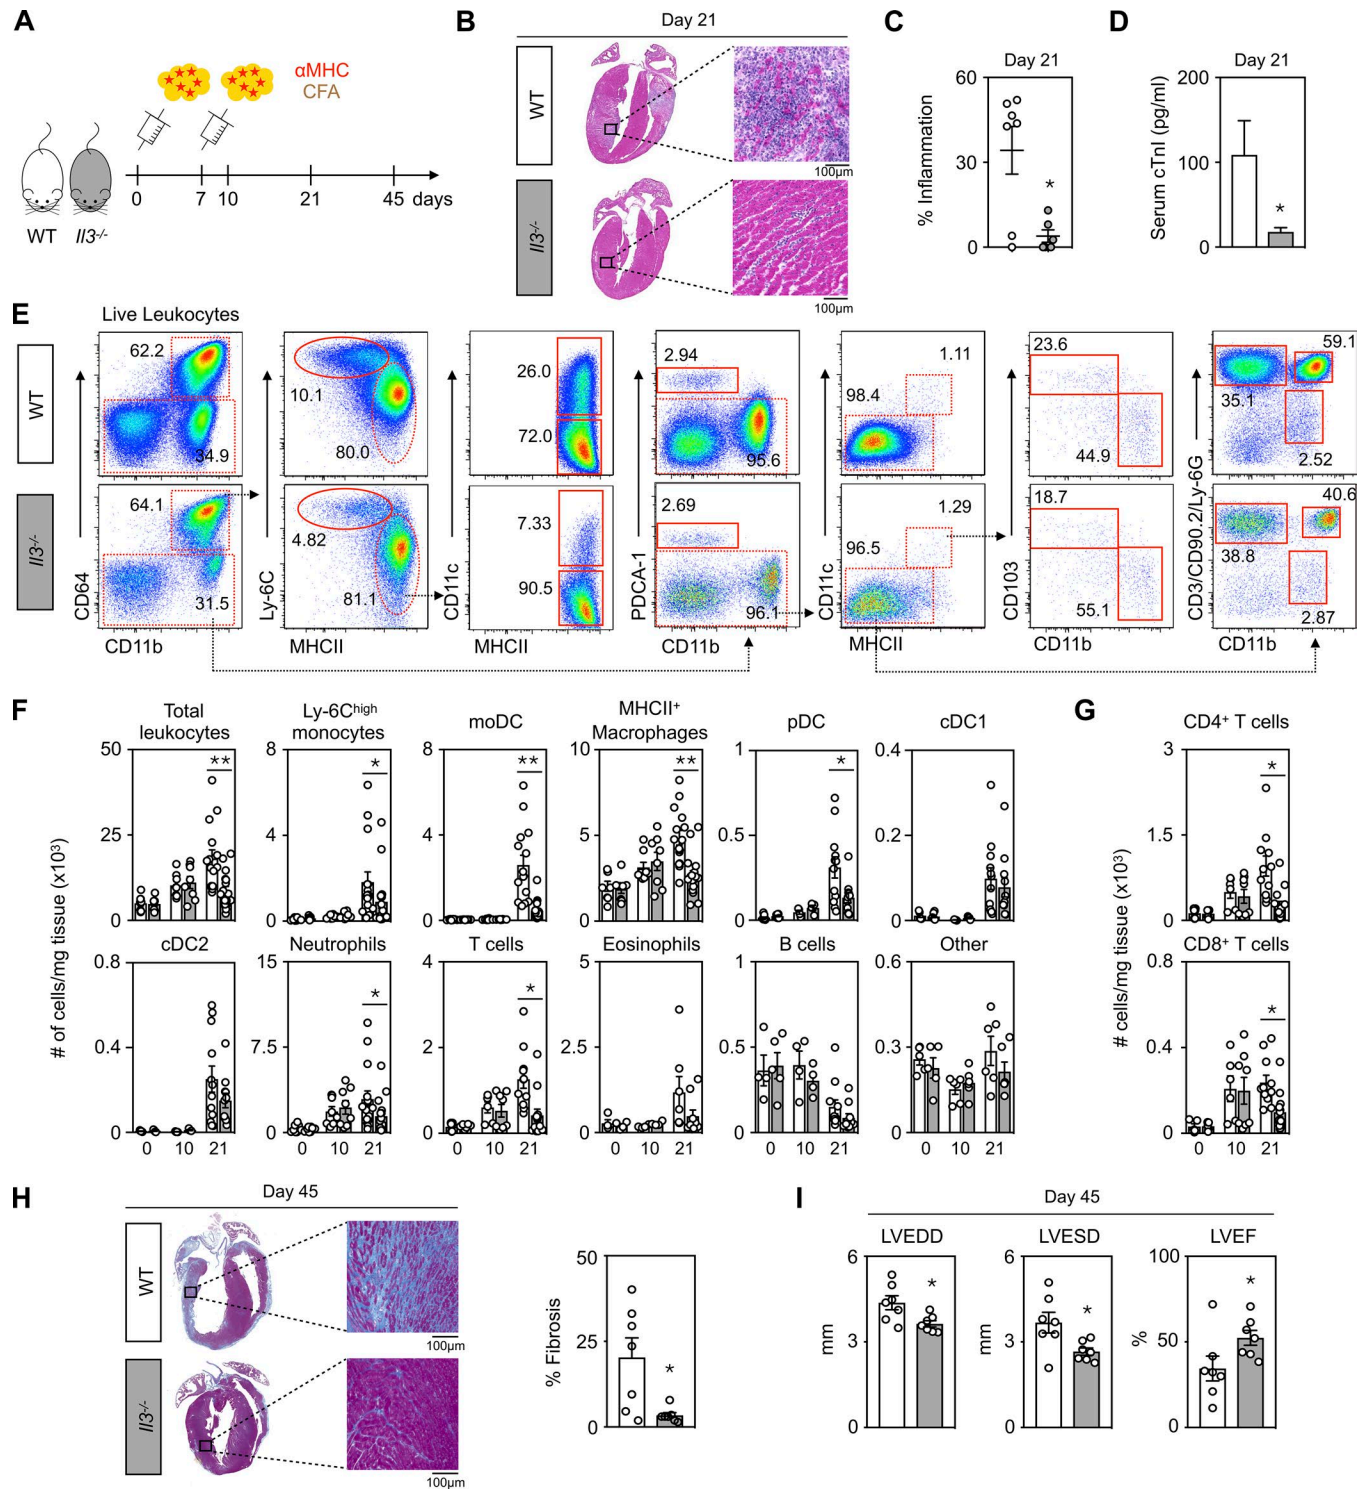 A
αMHC
CFA
0 7 10 21 45 days
WT Il3-/-
B
Day 21
WT
100µm
Il3-/-
100µm
C
Day 21
% Inflammation
60
30
0
*
D
Day 21
Serum cTnI (pg/ml)
200
100
0
*
E
Live Leukocytes
WT
62.2
34.9
10.1
80.0
26.0
72.0
2.94
95.6
1.11
98.4
23.6
44.9
59.1
35.1
2.52
Il3-/-
64.1
31.5
4.82
81.1
7.33
90.5
2.69
96.1
1.29
96.5
18.7
55.1
40.6
38.8
2.87
CD64
CD11b
Ly-6C
MHCII
CD11c
MHCII
PDCA-1
CD11b
CD11c
MHCII
CD103
CD11b
CD3/CD90.2/Ly-6G
CD11b
F
# of cells/mg tissue (x10³)
Total
leukocytes
50
25
0
**
Ly-6Chigh
monocytes
8
4
0
*
moDC
8
4
0
**
MHCII+
Macrophages
10
5
0
**
pDC
1
0.5
0
*
cDC1
0.4
0.2
0
cDC2
0.8
0.4
0
0 10 21
Neutrophils
15
7.5
0
*
0 10 21
T cells
4
2
0
*
0 10 21
Eosinophils
5
2.5
0
0 10 21
B cells
1
0.5
0
0 10 21
Other
0.6
0.3
0
0 10 21
G
# cells/mg tissue (x10³)
CD4+ T cells
3
1.5
0
*
CD8+ T cells
0.8
0.4
0
*
0 10 21
H
Day 45
WT
100µm
Il3-/-
100µm
% Fibrosis
50
25
0
*
I
Day 45
LVEDD
mm
6
3
0
*
LVESD
mm
6
3
0
*
LVEF
%
100
50
0
*